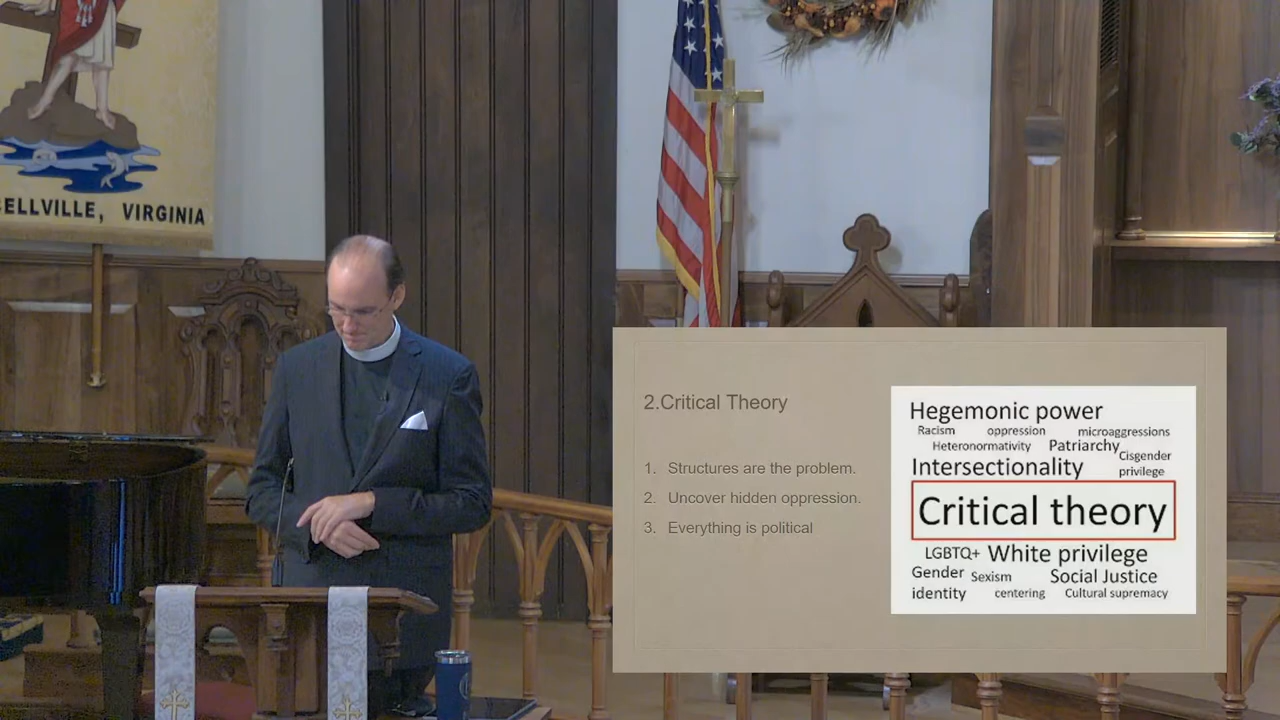 ELLVILLE, VIRGINIA
2.Critical Theory
1. Structures are the problem.
2. Uncover hidden oppression.
3. Everything is political
Hegemonic power
Racism oppression microaggressions
Heteronormativity Patriarchy Cisgender
Intersectionality privilege
Critical theory
LGBTQ+ White privilege
Gender Sexism Social Justice
identity centering Cultural supremacy